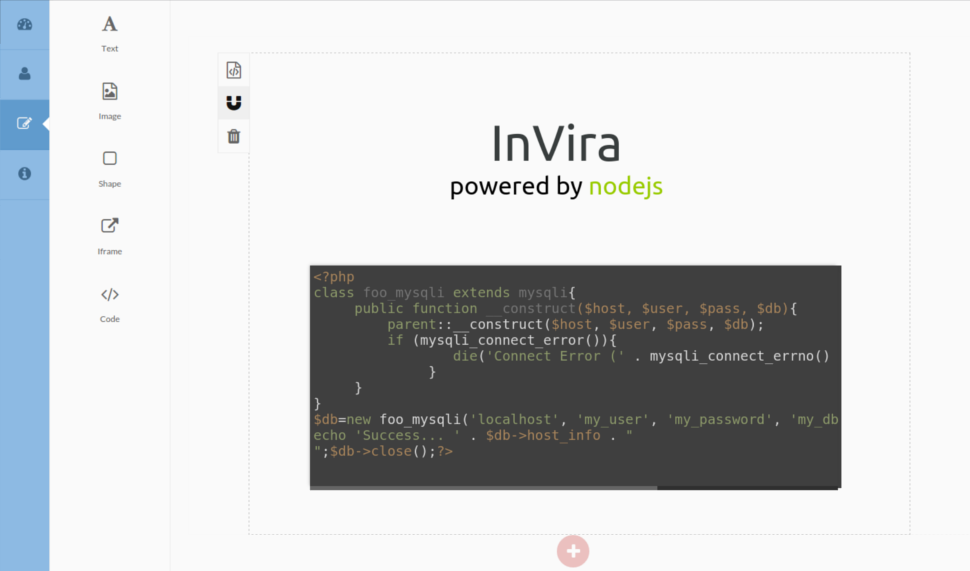 Text
Image
Shape
Iframe
Code
InVira
powered by nodejs
<?php
class foo_mysqli extends mysqli{
public function __construct($host, $user, $pass, $db){
parent::__construct($host, $user, $pass, $db);
if (mysqli_connect_error()){
die('Connect Error (' . mysqli_connect_errno()
}
}
}
$db=new foo_mysqli('localhost', 'my_user', 'my_password', 'my_db
echo 'Success... ' . $db->host_info . "
";$db->close();?>